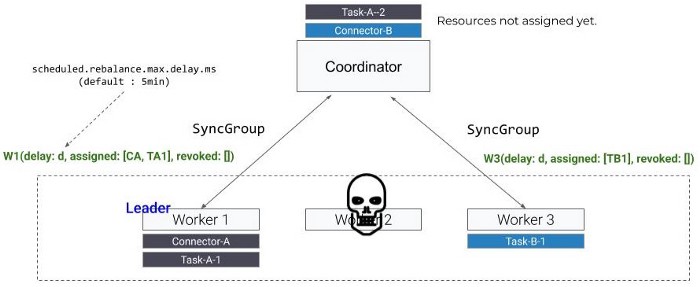 Task-A--2
Connector-B
Resources not assigned yet.
Coordinator
scheduled.rebalance.max.delay.ms
(default : 5min)
SyncGroup
SyncGroup
W1(delay: d, assigned: [CA, TA1], revoked: [])
W3(delay: d, assigned: [TB1], revoked: [])
Leader
Worker 1
Worker 2
Worker 3
Connector-A
Task-B-1
Task-A-1